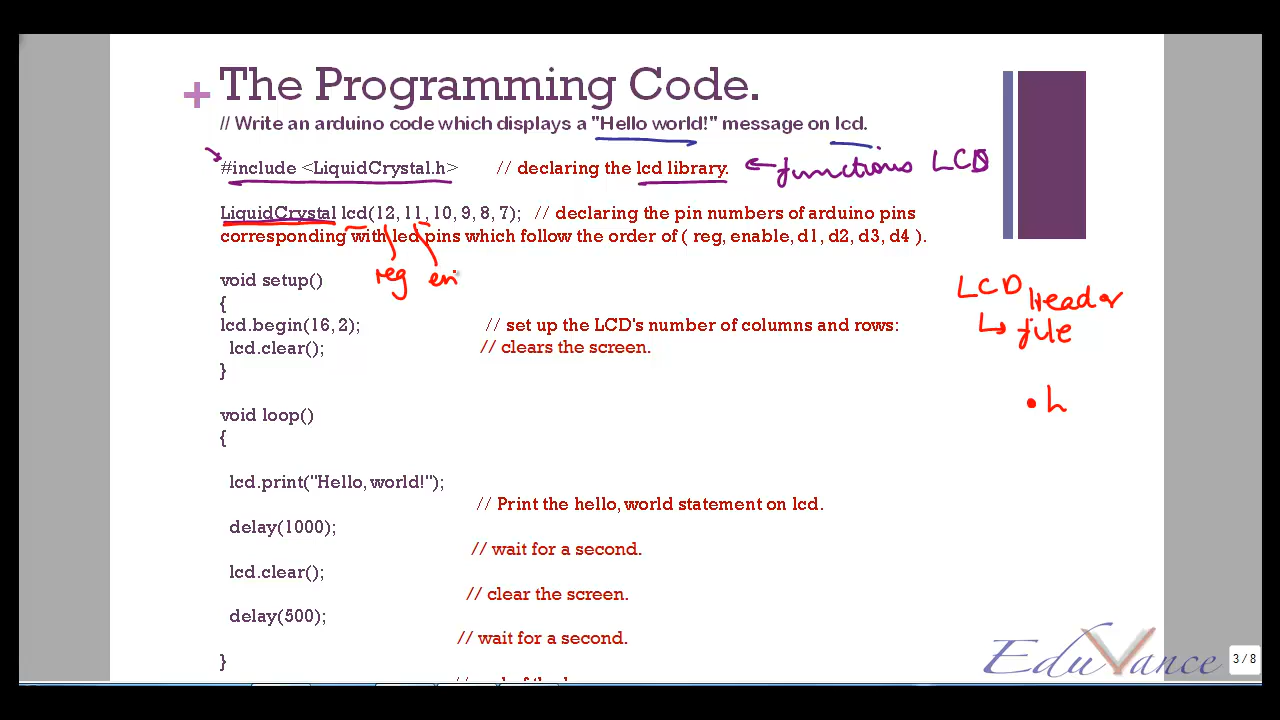 + The Programming Code.
// Write an arduino code which displays a "Hello world!" message on lcd.
#include <LiquidCrystal.h> // declaring the lcd library. functions LCD
LiquidCrystal lcd(12, 11, 10, 9, 8, 7); // declaring the pin numbers of arduino pins
corresponding with led pins which follow the order of ( reg, enable, d1, d2, d3, d4 ).
reg en
void setup()
LCD Header
{
lcd.begin(16, 2); // set up the LCD's number of columns and rows:
file
lcd.clear(); // clears the screen.
}
.h
void loop()
{
lcd.print("Hello, world!");
// Print the hello, world statement on lcd.
delay(1000);
// wait for a second.
lcd.clear();
// clear the screen.
delay(500);
// wait for a second.
}
EduVance
3 / 8